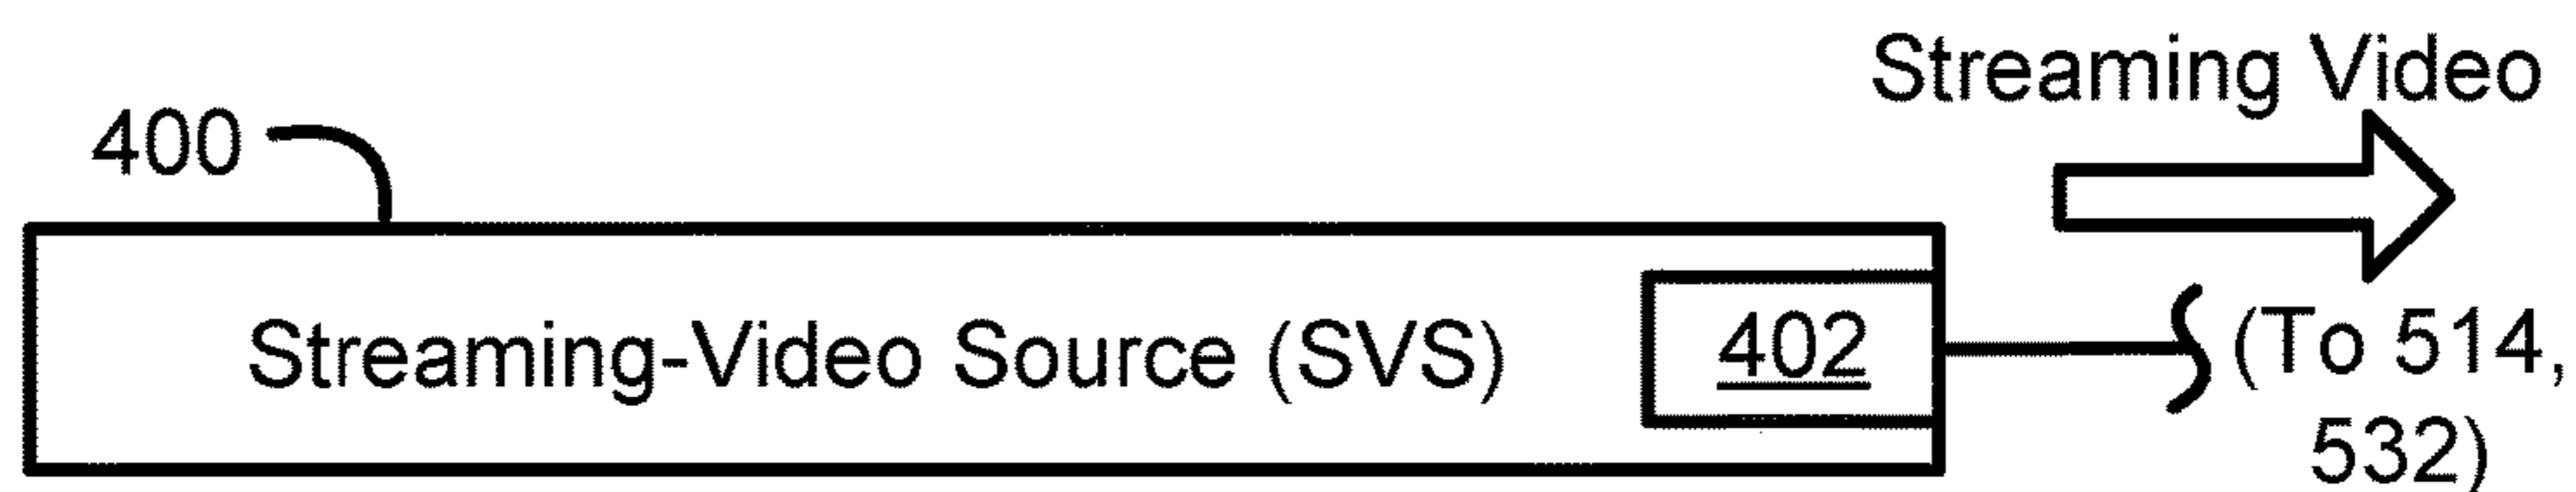 Streaming Video
400
Streaming-Video Source (SVS)
402
(To 514,
532)